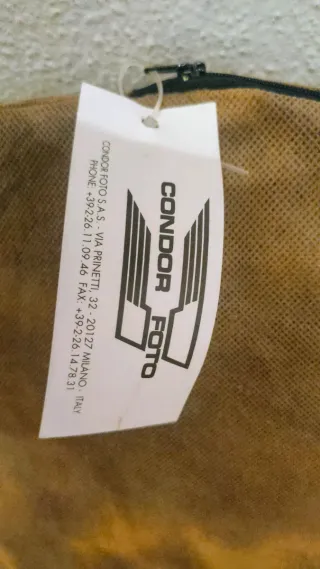 CONDOR FOTO
CONDOR FOTO S.A.S. - VIA PRINETTI, 32 - 20127 MILANO - ITALY
PHONE: +39-2-26.11.09.46 FAX: +39-2-26.14.78.31